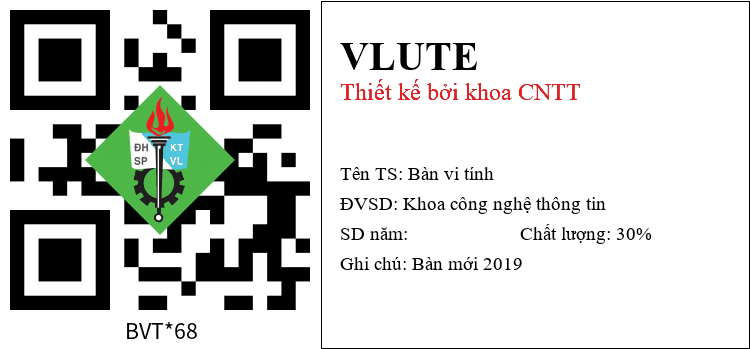 ĐH KT
SP VL
BVT*68
VLUTE
Thiết kế bởi khoa CNTT
Tên TS: Bàn vi tính
ĐVSD: Khoa công nghệ thông tin
SD năm: Chất lượng: 30%
Ghi chú: Bàn mới 2019